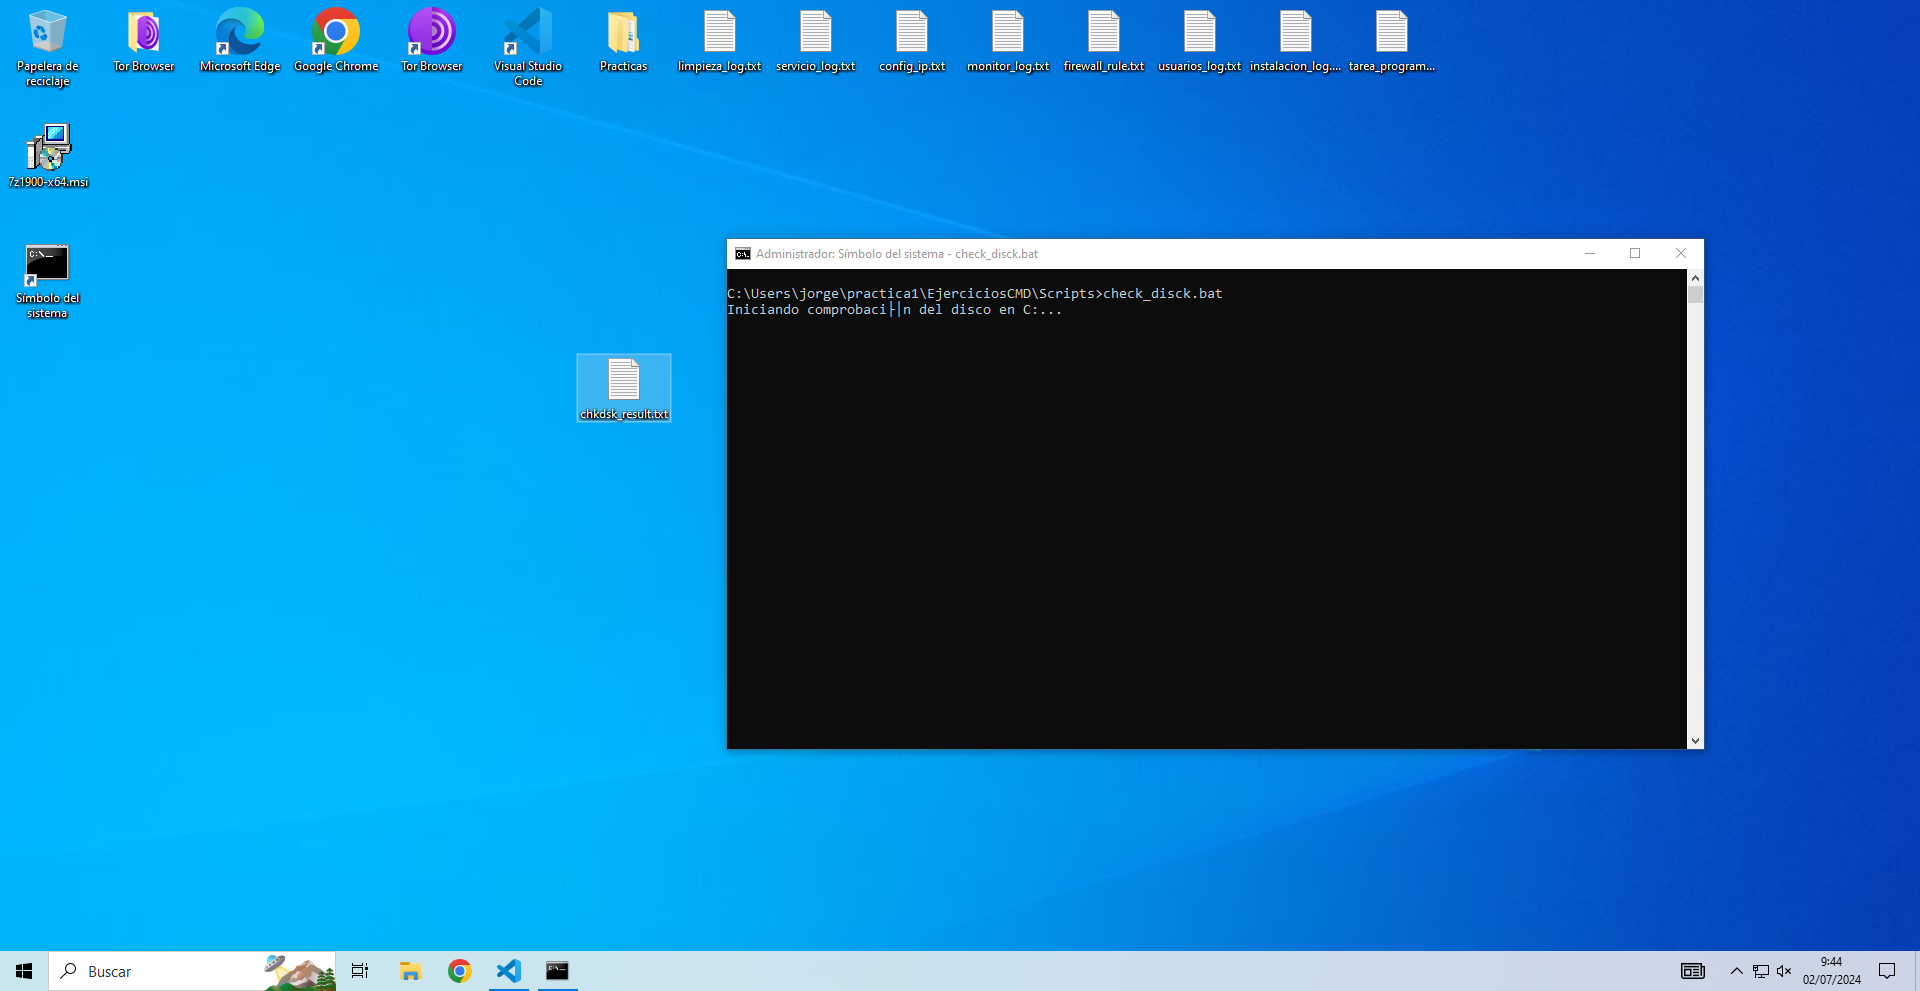 Papelera de
reciclaje
Tor Browser
Microsoft Edge
Google Chrome
Tor Browser
Visual Studio
Code
Practicas
limpieza_log.txt
servicio_log.txt
config_ip.txt
monitor_log.txt
firewall_rule.txt
usuarios_log.txt
instalacion_log....
tarea_program...
7z1900-x64.msi
C:\._
Símbolo del
sistema
chkdsk_result.txt
Administrador: Símbolo del sistema - check_disck.bat
C:\Users\jorge\practica1\EjerciciosCMD\Scripts>check_disck.bat
Iniciando comprobaci├│n del disco en C:...
Buscar
9:44
02/07/2024